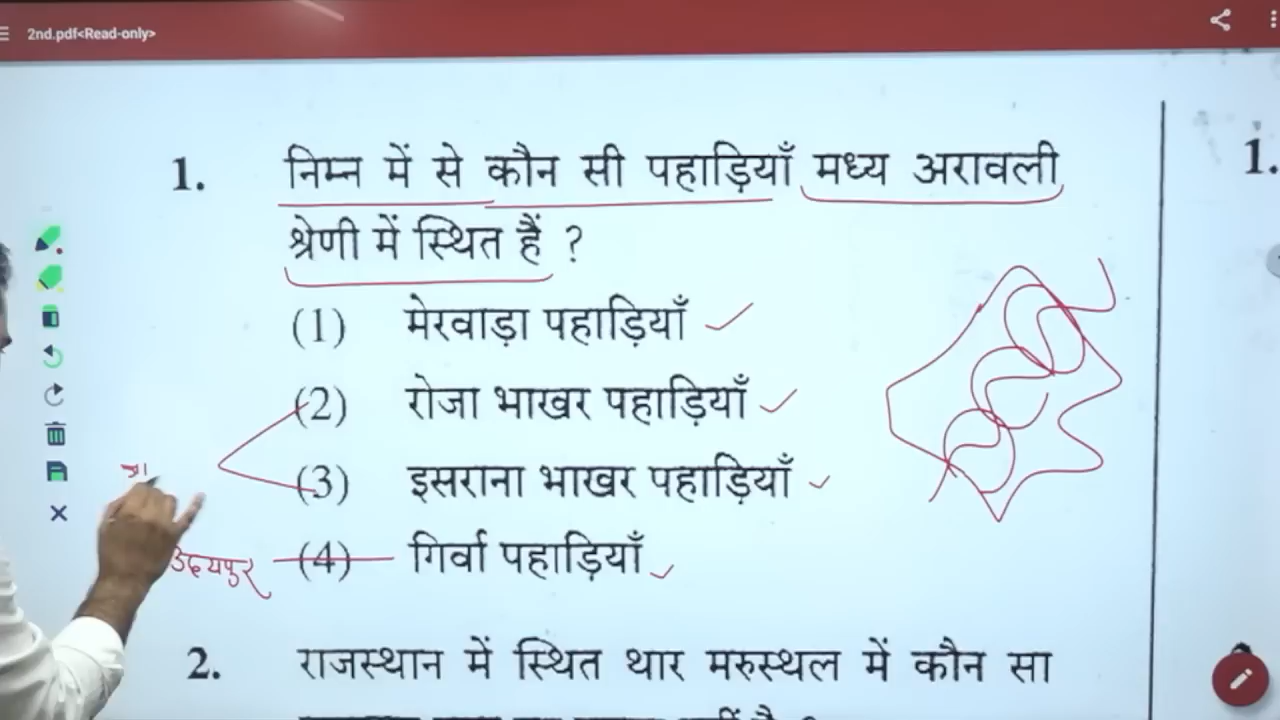 2nd.pdf<Read-only>
1. निम्न में से कौन सी पहाड़ियाँ मध्य अरावली
श्रेणी में स्थित हैं ?
(1) मेरवाड़ा पहाड़ियाँ
(2) रोजा भाखर पहाड़ियाँ
(3) इसराना भाखर पहाड़ियाँ
(4) गिर्वा पहाड़ियाँ
उदयपुर
2. राजस्थान में स्थित थार मरुस्थल में कौन सा
1.